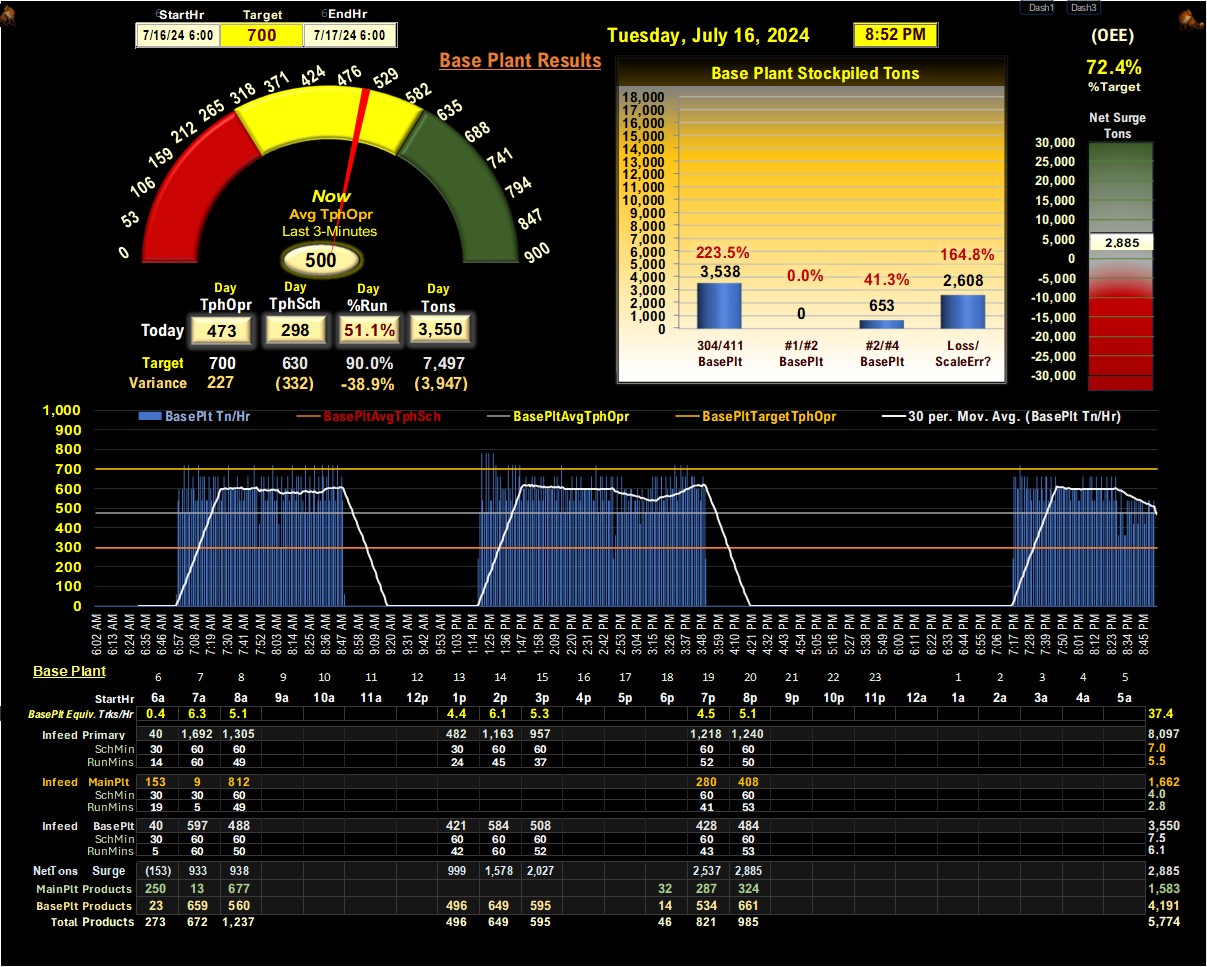 Dash1 Dash3
6StartHr Target 6EndHr
7/16/24 6:00 700 7/17/24 6:00
Tuesday, July 16, 2024 8:52 PM
(OEE)
72.4%
%Target
Base Plant Results
Base Plant Stockpiled Tons
Net Surge
Tons
0 53 106 159 212 265 318 371 424 476 529 582 635 688 741 794 847 900
Now
Avg TphOpr
Last 3-Minutes
500
Day Day Day Day
TphOpr TphSch %Run Tons
Today 473 298 51.1% 3,550
Target 700 630 90.0% 7,497
Variance 227 (332) -38.9% (3,947)
18,000
17,000
16,000
15,000
14,000
13,000
12,000
11,000
10,000
9,000
8,000
7,000
6,000
5,000
4,000
3,000
2,000
1,000
0
223.5% 0.0% 41.3% 164.8%
3,538 0 653 2,608
304/411 #1/#2 #2/#4 Loss/
BasePlt BasePlt BasePlt ScaleErr?
30,000
25,000
20,000
15,000
10,000
5,000
0
-5,000
-10,000
-15,000
-20,000
-25,000
-30,000
2,885
BasePlt Tn/Hr BasePltAvgTphSch BasePltAvgTphOpr BasePltTargetTphOpr 30 per. Mov. Avg. (BasePlt Tn/Hr)
1,000
900
800
700
600
500
400
300
200
100
0
6:02 AM 6:13 AM 6:24 AM 6:35 AM 6:46 AM 6:57 AM 7:08 AM 7:19 AM 7:30 AM 7:41 AM 7:52 AM 8:03 AM 8:14 AM 8:25 AM 8:36 AM 8:47 AM 8:58 AM 9:09 AM 9:20 AM 9:31 AM 9:42 AM 9:53 AM 1:03 PM 1:14 PM 1:25 PM 1:36 PM 1:47 PM 1:58 PM 2:09 PM 2:20 PM 2:31 PM 2:42 PM 2:53 PM 3:04 PM 3:15 PM 3:26 PM 3:37 PM 3:48 PM 3:59 PM 4:10 PM 4:21 PM 4:32 PM 4:43 PM 4:54 PM 5:05 PM 5:16 PM 5:27 PM 5:38 PM 5:49 PM 6:00 PM 6:11 PM 6:22 PM 6:33 PM 6:44 PM 6:55 PM 7:06 PM 7:17 PM 7:28 PM 7:39 PM 7:50 PM 8:01 PM 8:12 PM 8:23 PM 8:34 PM 8:45 PM
Base Plant
6 7 8 9 10 11 12 13 14 15 16 17 18 19 20 21 22 23 1 2 3 4 5
StartHr 6a 7a 8a 9a 10a 11a 12p 1p 2p 3p 4p 5p 6p 7p 8p 9p 10p 11p 12a 1a 2a 3a 4a 5a
BasePlt Equiv. Trks/Hr 0.4 6.3 5.1 4.4 6.1 5.3 4.5 5.1 37.4
Infeed Primary 40 1,692 1,305 482 1,163 957 1,218 1,240 8,097
SchMin 30 60 60 30 60 60 60 60 7.0
RunMins 14 60 49 24 45 37 52 50 5.5
Infeed MainPlt 153 9 812 280 408 1,662
SchMin 30 30 60 60 60 4.0
RunMins 19 5 49 41 53 2.8
Infeed BasePlt 40 597 488 421 584 508 428 484 3,550
SchMin 30 60 60 60 60 60 60 60 7.5
RunMins 5 60 50 42 60 52 43 53 6.1
NetTons Surge (153) 933 938 999 1,578 2,027 2,537 2,885 2,885
MainPlt Products 250 13 677 32 287 324 1,583
BasePlt Products 23 659 560 496 649 595 14 534 661 4,191
Total Products 273 672 1,237 496 649 595 46 821 985 5,774